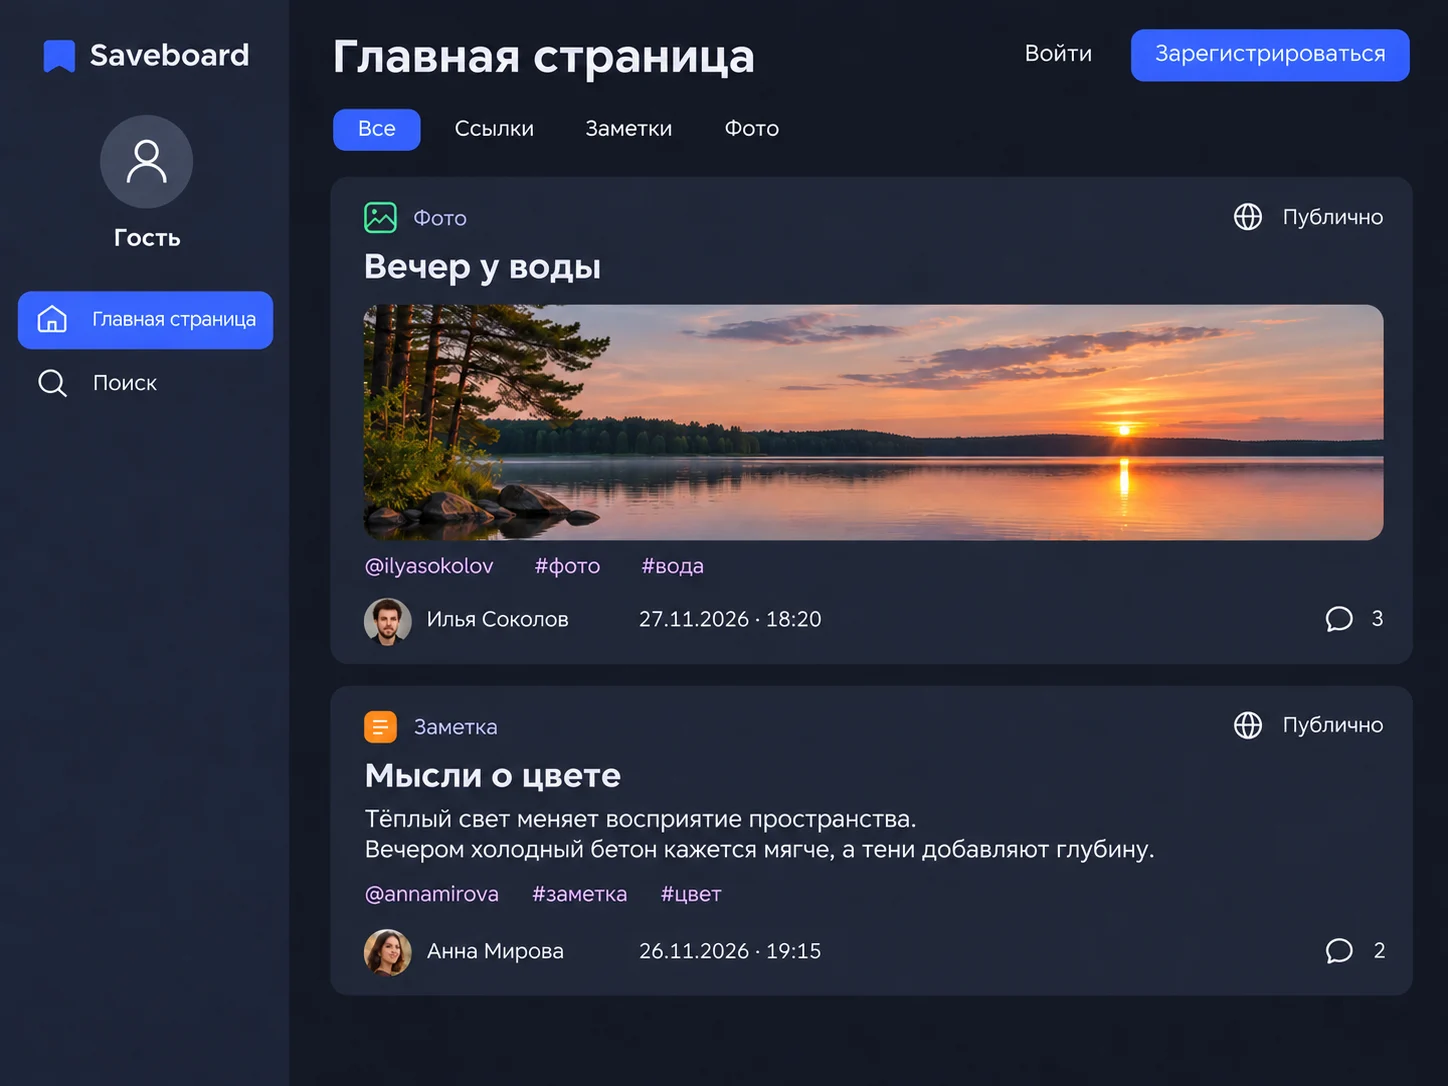 Saveboard
Гость
Главная страница
Поиск
Главная страница
Войти
Зарегистрироваться
Все
Ссылки
Заметки
Фото
Фото
Публично
Вечер у воды
@ilyasokolov #фото #вода
Илья Соколов 27.11.2026 · 18:20 3
Заметка
Публично
Мысли о цвете
Тёплый свет меняет восприятие пространства.
Вечером холодный бетон кажется мягче, а тени добавляют глубину.
@annamirova #заметка #цвет
Анна Мирова 26.11.2026 · 19:15 2